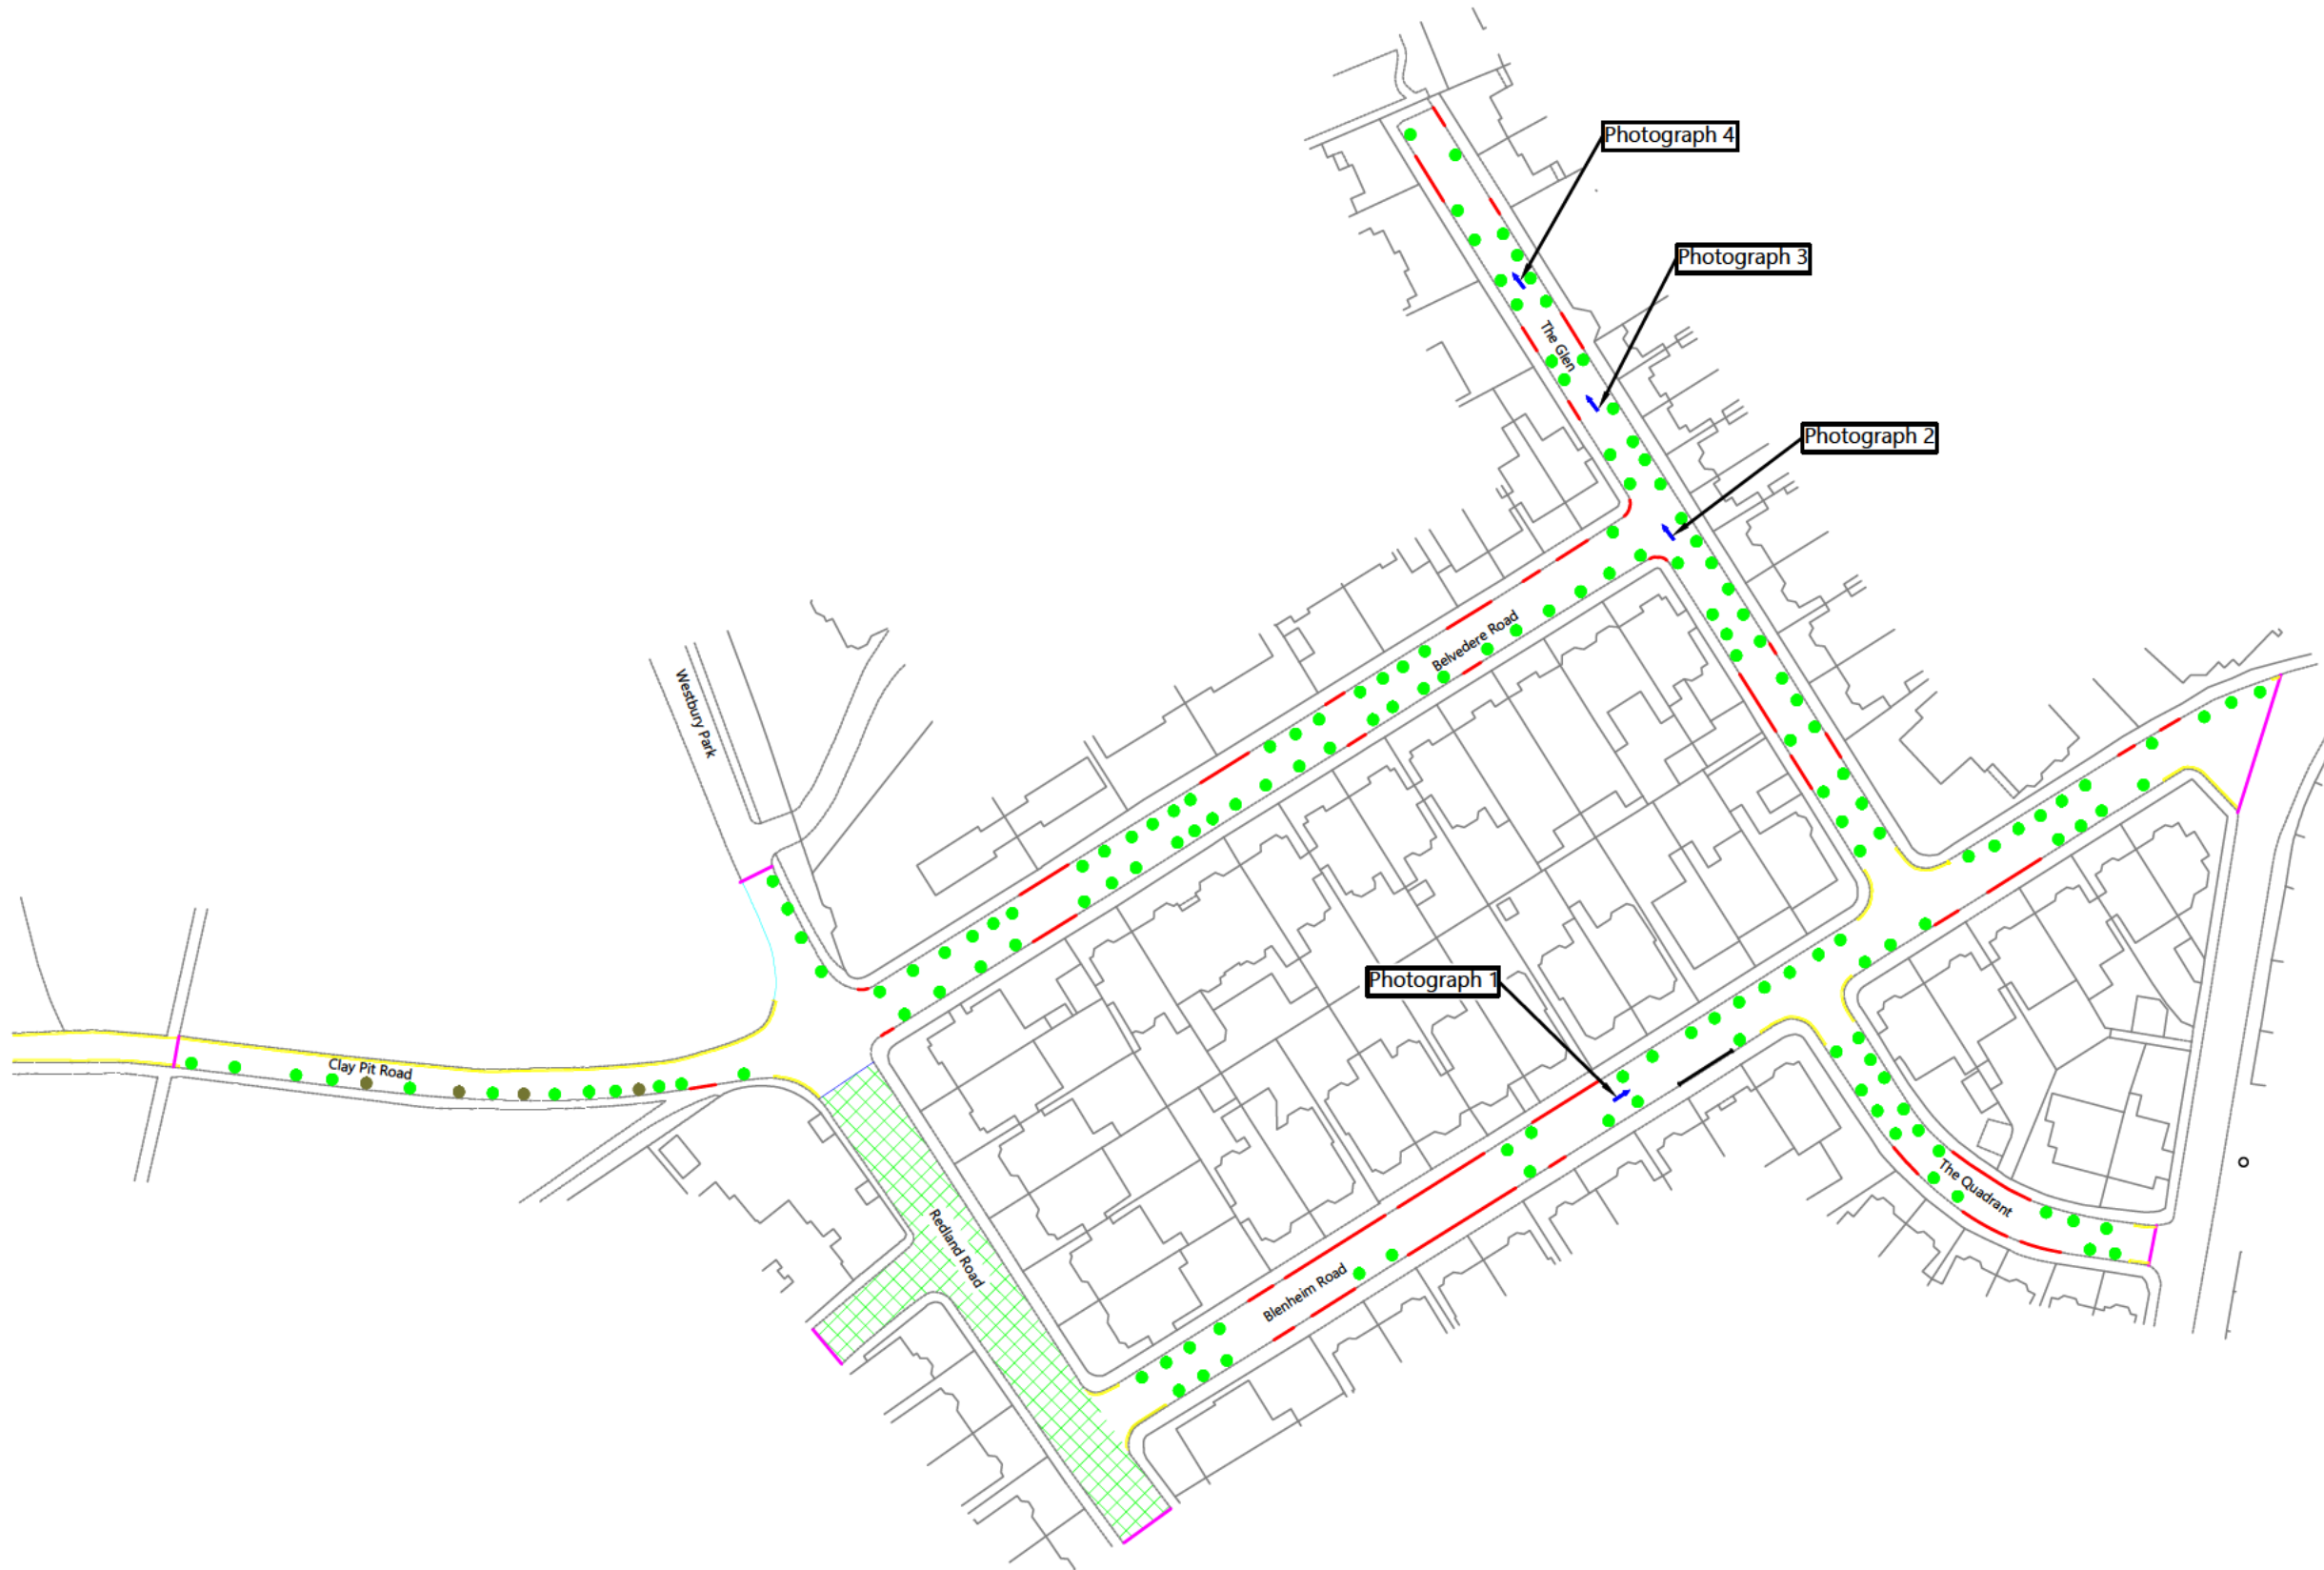 Photograph 4
Photograph 3
The Glen
Photograph 2
Belvedere Road
Westbury Park
Photograph 1
Clay Pit Road
The Quadrant
Redland Road
Blenheim Road